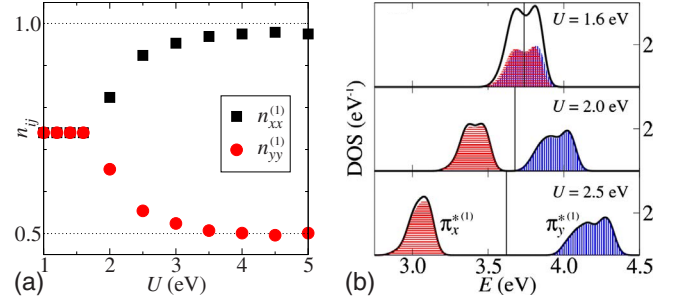 1.0
n_ij
0.5
n_xx^(1)
n_yy^(1)
1 2 3 4 5
(a) U (eV)
DOS (eV⁻¹)
U = 1.6 eV
2
U = 2.0 eV
2
U = 2.5 eV
2
π_x^*(1) π_y^*(1)
3.0 3.5 4.0 4.5
(b) E (eV)